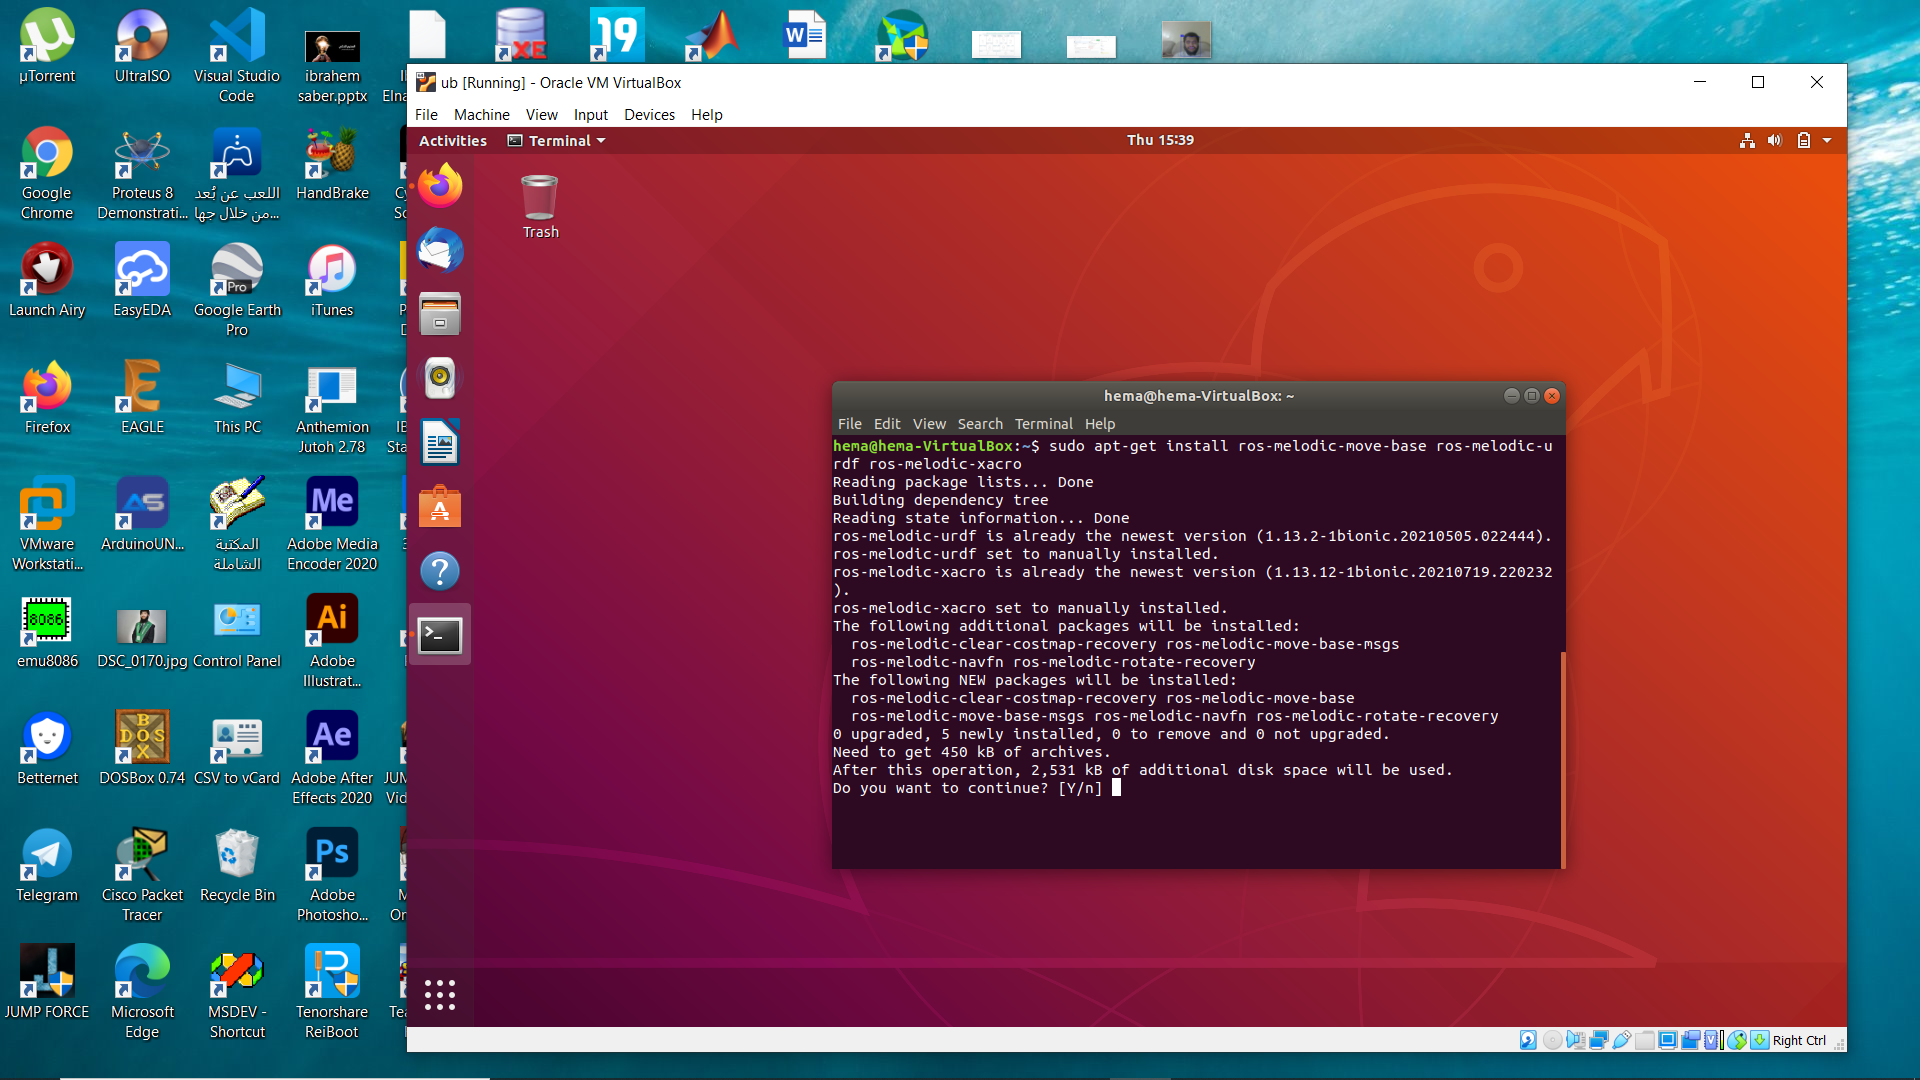 µTorrent
UltraISO
Visual Studio
Code
ibrahem
saber.pptx
Elna
XE
19
W
ub [Running] - Oracle VM VirtualBox
File Machine View Input Devices Help
Activities
Terminal
Thu 15:39
Trash
Google
Chrome
Proteus 8
Demonstrati...
اللعب عن بُعد
من خلال جها...
HandBrake
Launch Airy
EasyEDA
Pro
Google Earth
Pro
iTunes
Firefox
EAGLE
This PC
Anthemion
Jutoh 2.78
VMware
Workstati...
AS
ArduinoUN...
المكتبة
الشاملة
Me
Adobe Media
Encoder 2020
8086
emu8086
DSC_0170.jpg
Control Panel
Ai
Adobe
Illustrat...
Betternet
DOSBox 0.74
CSV to vCard
Ae
Adobe After
Effects 2020
Telegram
Cisco Packet
Tracer
Recycle Bin
Ps
Adobe
Photosho...
JUMP FORCE
Microsoft
Edge
MSDEV -
Shortcut
Tenorshare
ReiBoot
hema@hema-VirtualBox: ~
File Edit View Search Terminal Help
hema@hema-VirtualBox:~$ sudo apt-get install ros-melodic-move-base ros-melodic-u
rdf ros-melodic-xacro
Reading package lists... Done
Building dependency tree
Reading state information... Done
ros-melodic-urdf is already the newest version (1.13.2-1bionic.20210505.022444).
ros-melodic-urdf set to manually installed.
ros-melodic-xacro is already the newest version (1.13.12-1bionic.20210719.220232
).
ros-melodic-xacro set to manually installed.
The following additional packages will be installed:
ros-melodic-clear-costmap-recovery ros-melodic-move-base-msgs
ros-melodic-navfn ros-melodic-rotate-recovery
The following NEW packages will be installed:
ros-melodic-clear-costmap-recovery ros-melodic-move-base
ros-melodic-move-base-msgs ros-melodic-navfn ros-melodic-rotate-recovery
0 upgraded, 5 newly installed, 0 to remove and 0 not upgraded.
Need to get 450 kB of archives.
After this operation, 2,531 kB of additional disk space will be used.
Do you want to continue? [Y/n]
Right Ctrl